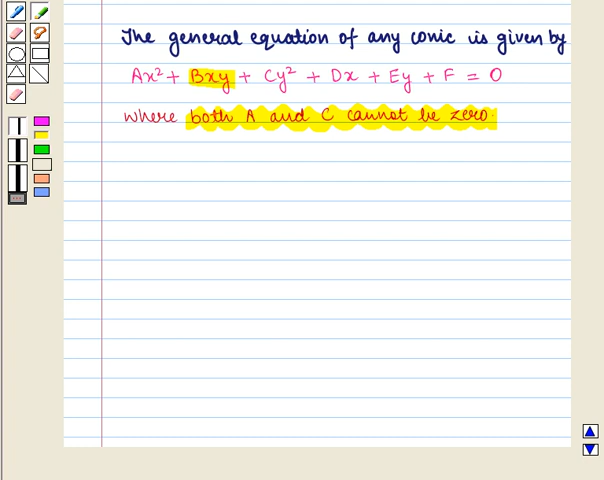 The general equation of any conic is given by
Ax² + Bxy + Cy² + Dx + Ey + F = 0
where both A and C cannot be zero.